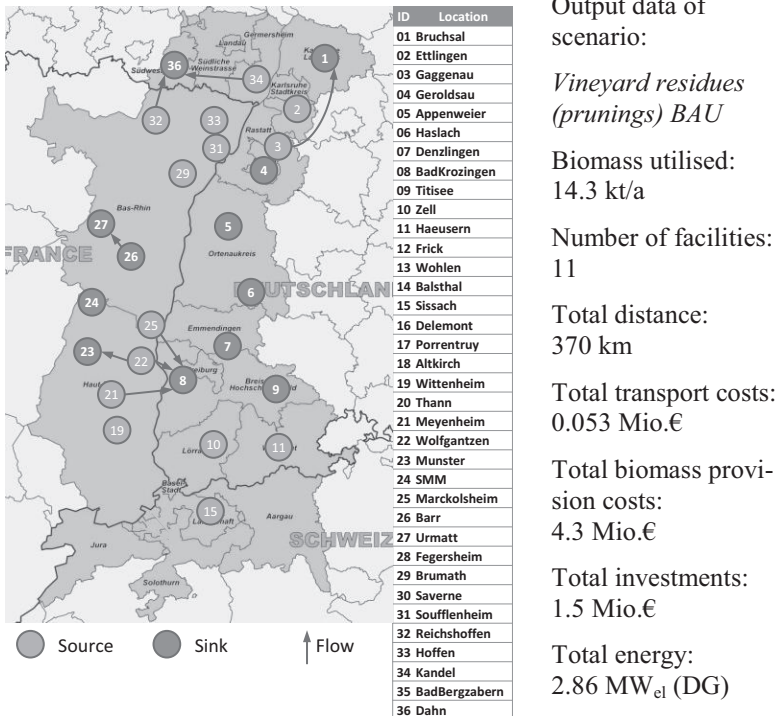 Germersheim
Landau
Südliche
Weinstrasse
Südwest
36
1
34
Karlsruhe
Stadtkreis
2
32
33
Rastatt
3
31
4
29
Bas-Rhin
27
5
26
Ortenaukreis
FRANCE
DEUTSCHLAN
6
24
25
Emmendingen
7
23
22
8
9
21
Haut
19
10
11
Lörra
Basel
Stadt
15
Aargau
Jura
SCHWEIZ
Solothurn
Source
Sink
Flow
ID Location
01 Bruchsal
02 Ettlingen
03 Gaggenau
04 Geroldsau
05 Appenweier
06 Haslach
07 Denzlingen
08 BadKrozingen
09 Titisee
10 Zell
11 Haeusern
12 Frick
13 Wohlen
14 Balsthal
15 Sissach
16 Delemont
17 Porrentruy
18 Altkirch
19 Wittenheim
20 Thann
21 Meyenheim
22 Wolfgantzen
23 Munster
24 SMM
25 Marckolsheim
26 Barr
27 Urmatt
28 Fegersheim
29 Brumath
30 Saverne
31 Soufflenheim
32 Reichshoffen
33 Hoffen
34 Kandel
35 BadBergzabern
36 Dahn
Output data of
scenario:
Vineyard residues
(prunings) BAU
Biomass utilised:
14.3 kt/a
Number of facilities:
11
Total distance:
370 km
Total transport costs:
0.053 Mio.€
Total biomass provi-
sion costs:
4.3 Mio.€
Total investments:
1.5 Mio.€
Total energy:
2.86 MWel (DG)